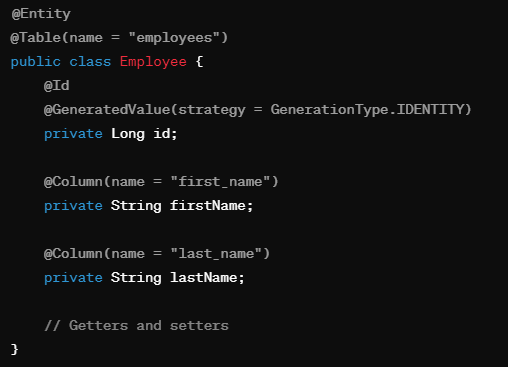 @Entity
@Table(name = "employees")
public class Employee {
@Id
@GeneratedValue(strategy = GenerationType.IDENTITY)
private Long id;
@Column(name = "first_name")
private String firstName;
@Column(name = "last_name")
private String lastName;
// Getters and setters
}